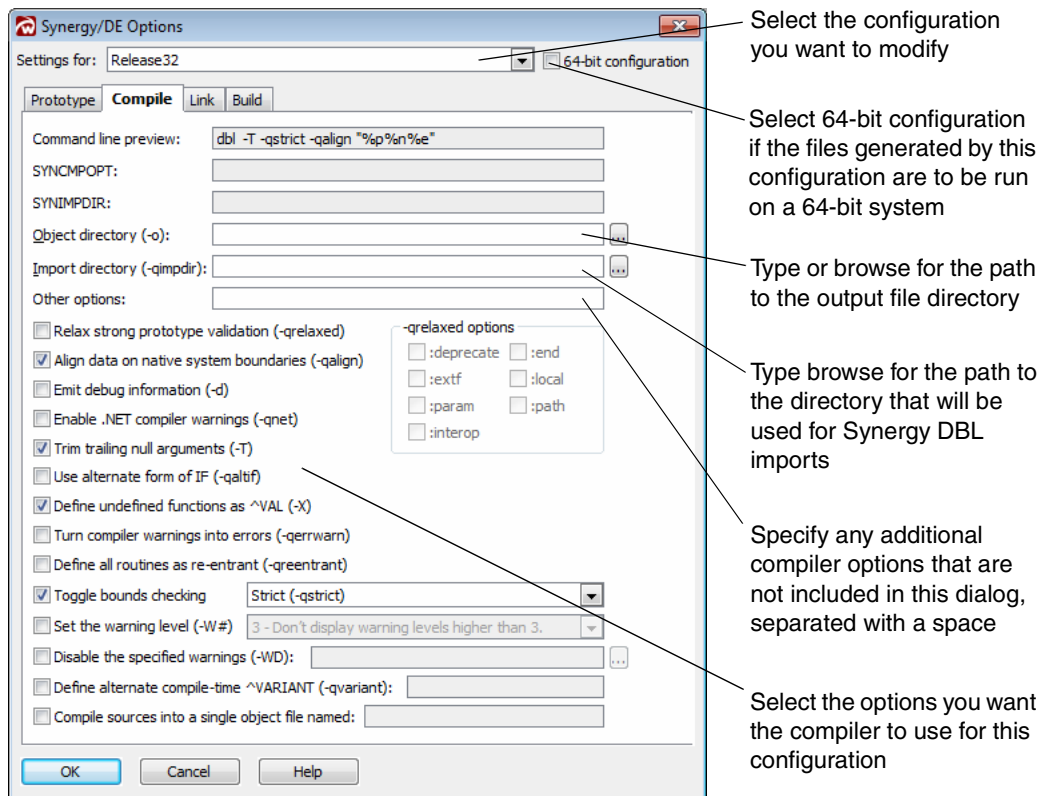 Synergy/DE Options
Settings for: Release32 64-bit configuration
Prototype Compile Link Build
Command line preview: dbl -T -qstrict -qalign "%p%n%e"
SYNCMPOPT:
SYNIMPDIR:
Object directory (-o): ...
Import directory (-qimpdir): ...
Other options:
Relax strong prototype validation (-qrelaxed)
Align data on native system boundaries (-qalign)
Emit debug information (-d)
Enable .NET compiler warnings (-qnet)
Trim trailing null arguments (-T)
Use alternate form of IF (-qaltif)
Define undefined functions as ^VAL (-X)
Turn compiler warnings into errors (-qerrwarn)
Define all routines as re-entrant (-qreentrant)
Toggle bounds checking Strict (-qstrict)
Set the warning level (-W#) 3 - Don't display warning levels higher than 3.
Disable the specified warnings (-WD): ...
Define alternate compile-time ^VARIANT (-qvariant):
Compile sources into a single object file named:
-qrelaxed options
:deprecate :end
:extf :local
:param :path
:interop
OK Cancel Help
Select the configuration
you want to modify
Select 64-bit configuration
if the files generated by this
configuration are to be run
on a 64-bit system
Type or browse for the path
to the output file directory
Type browse for the path to
the directory that will be
used for Synergy DBL
imports
Specify any additional
compiler options that are
not included in this dialog,
separated with a space
Select the options you want
the compiler to use for this
configuration